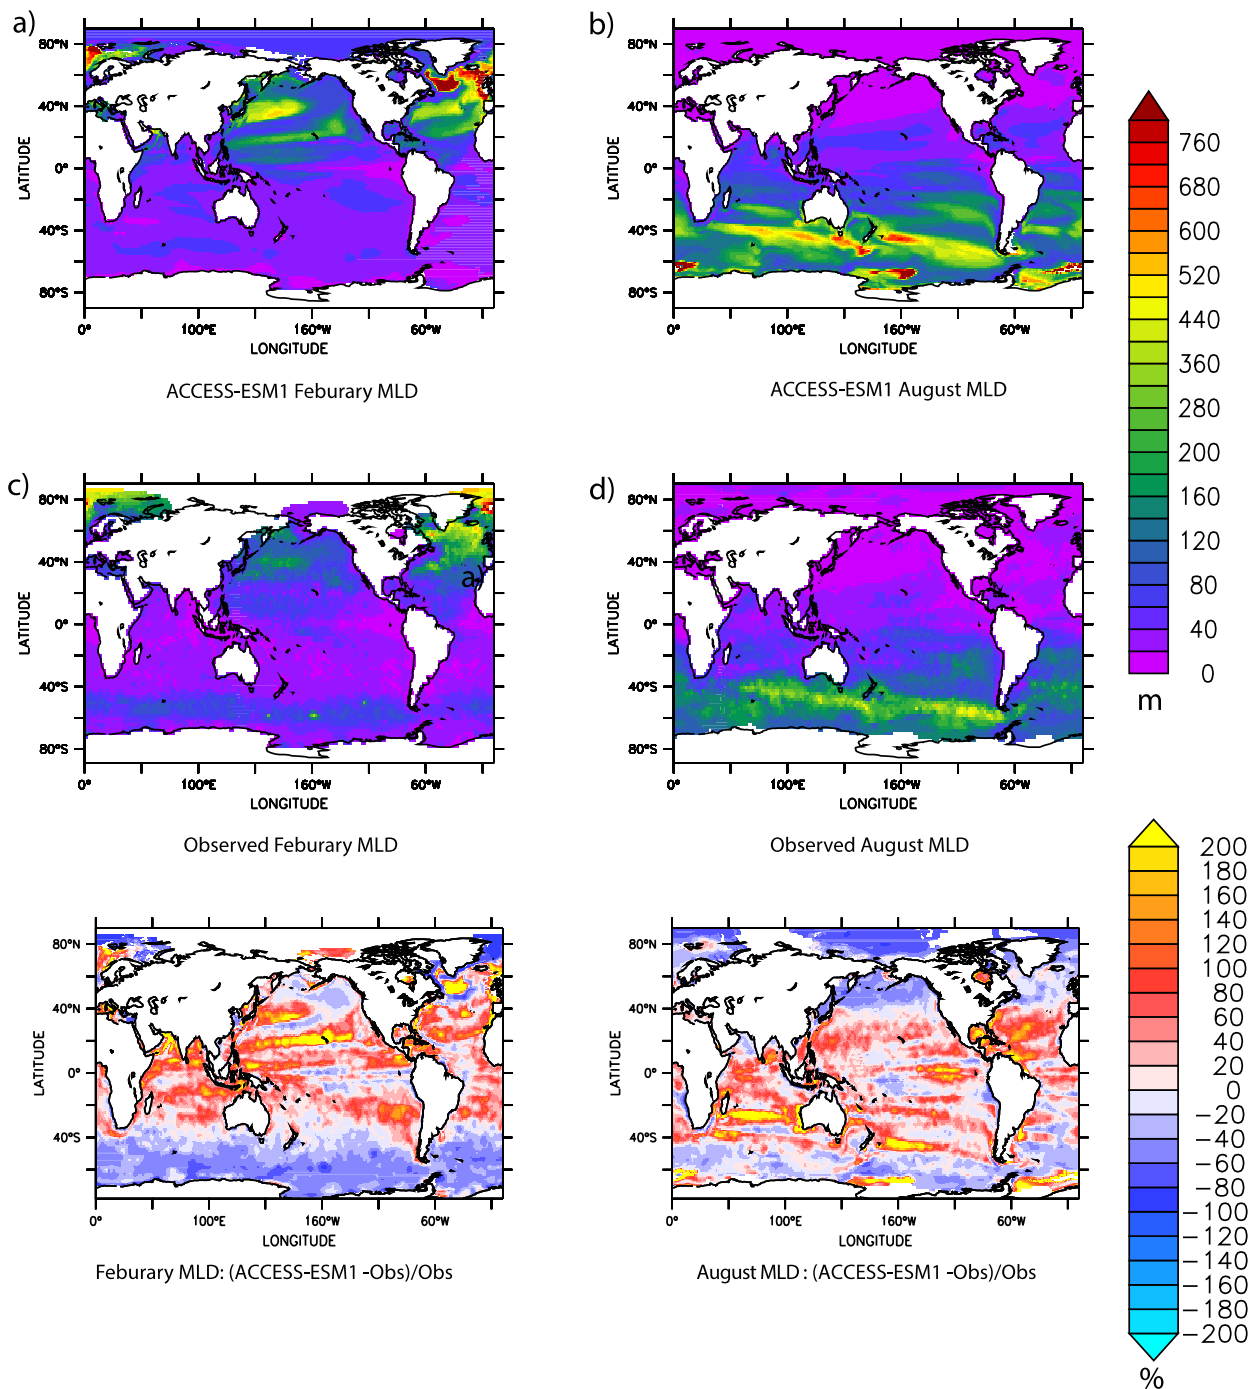 a)
80°N
40°N
0°
40°S
80°S
LATITUDE
0°
100°E
160°W
60°W
LONGITUDE
ACCESS-ESM1 Feburary MLD
b)
80°N
40°N
0°
40°S
80°S
LATITUDE
0°
100°E
160°W
60°W
LONGITUDE
ACCESS-ESM1 August MLD
760
680
600
520
440
360
280
200
160
120
80
40
0
m
c)
80°N
40°N
0°
40°S
80°S
LATITUDE
a)
0°
100°E
160°W
60°W
LONGITUDE
Observed Feburary MLD
d)
80°N
40°N
0°
40°S
80°S
LATITUDE
0°
100°E
160°W
60°W
LONGITUDE
Observed August MLD
80°N
40°N
0°
40°S
LATITUDE
0°
100°E
160°W
60°W
LONGITUDE
Feburary MLD: (ACCESS-ESM1 -Obs)/Obs
80°N
40°N
0°
40°S
LATITUDE
0°
100°E
160°W
60°W
LONGITUDE
August MLD : (ACCESS-ESM1 -Obs)/Obs
200
180
160
140
120
100
80
60
40
20
0
-20
-40
-60
-80
-100
-120
-140
-160
-180
-200
%